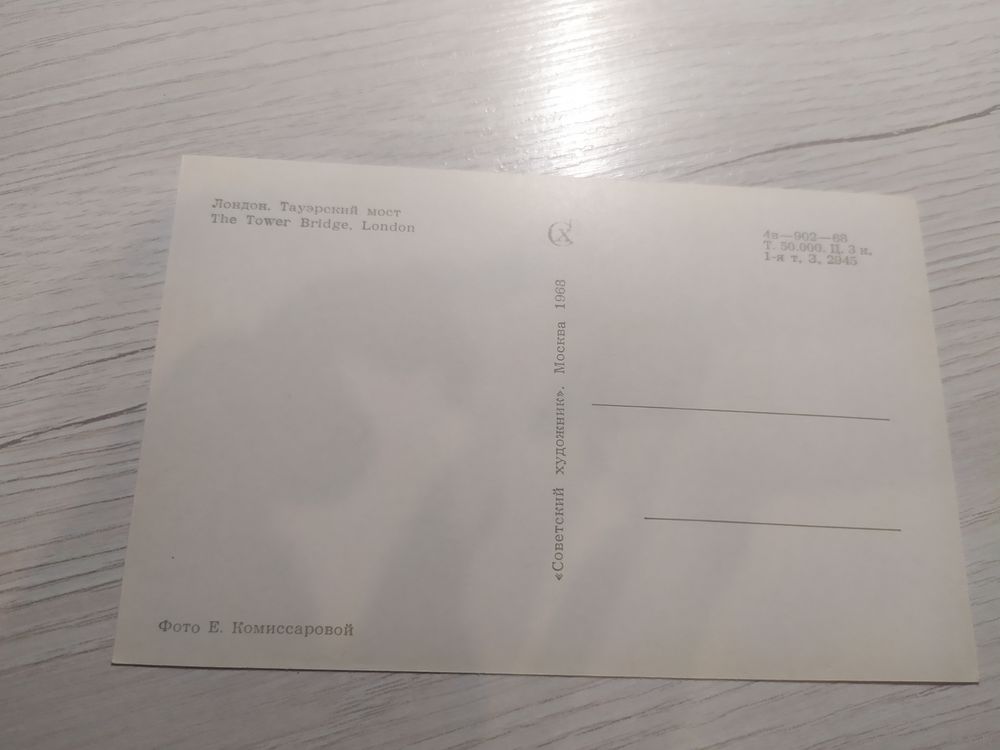 Лондон. Тауэрский мост
The Tower Bridge, London
СХ
4в—902—68
Т. 50.000. Ц. 3 к.
1-я т. З. 2945
«Советский художник». Москва 1968
Фото Е. Комиссаровой